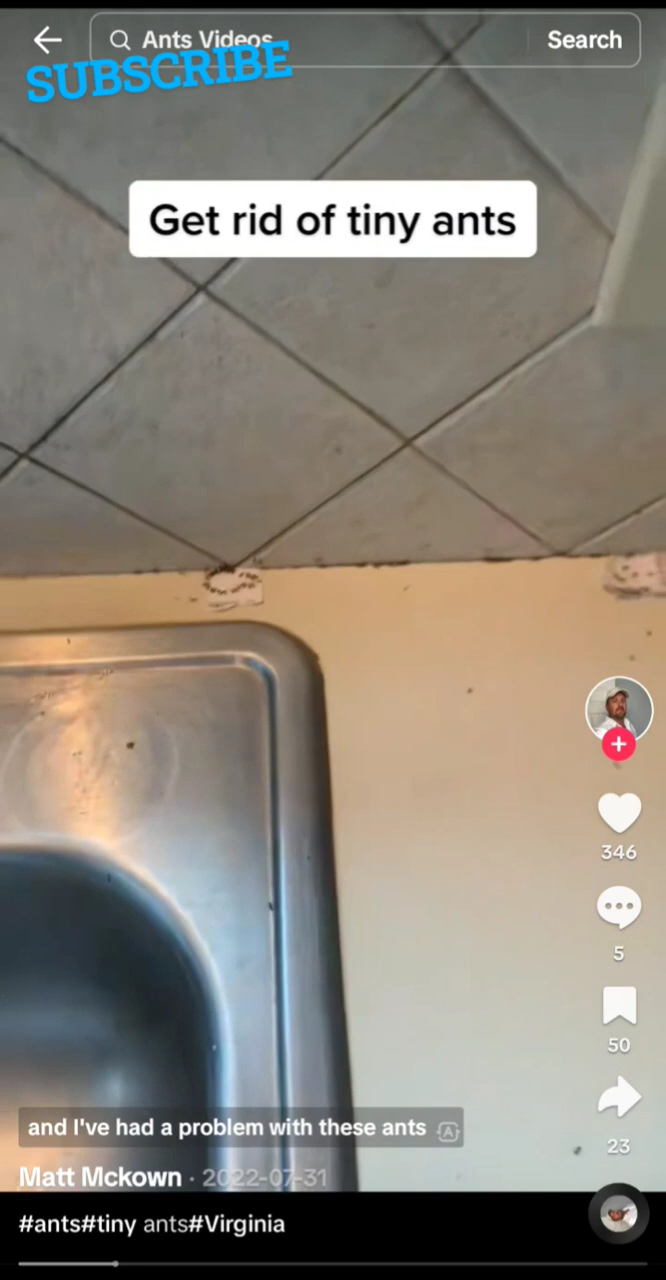 Ants Videos
Search
SUBSCRIBE
Get rid of tiny ants
346
5
50
23
and I've had a problem with these ants
Matt Mckown · 2022-07-31
#ants#tiny ants#Virginia